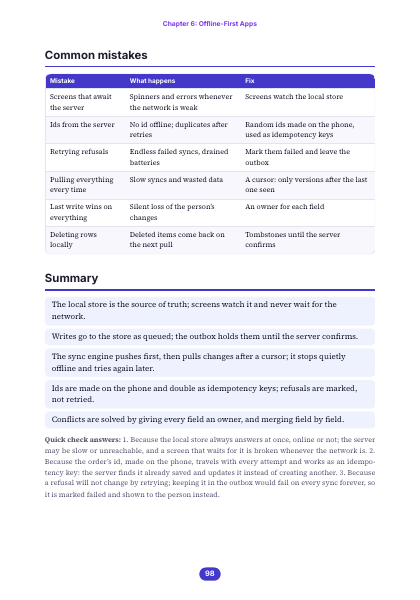 Chapter 6: Offline-First Apps
Common mistakes
Mistake What happens Fix
Screens that await the server Spinners and errors whenever the network is weak Screens watch the local store
Ids from the server No id offline; duplicates after retries Random ids made on the phone, used as idempotency keys
Retrying refusals Endless failed syncs, drained batteries Mark them failed and leave the outbox
Pulling everything every time Slow syncs and wasted data A cursor: only versions after the last one seen
Last write wins on everything Silent loss of the person's changes An owner for each field
Deleting rows locally Deleted items come back on the next pull Tombstones until the server confirms
Summary
The local store is the source of truth; screens watch it and never wait for the
network.
Writes go to the store as queued; the outbox holds them until the server confirms.
The sync engine pushes first, then pulls changes after a cursor; it stops quietly
offline and tries again later.
Ids are made on the phone and double as idempotency keys; refusals are marked,
not retried.
Conflicts are solved by giving every field an owner, and merging field by field.
Quick check answers: 1. Because the local store always answers at once, online or not; the server
may be slow or unreachable, and a screen that waits for it is broken whenever the network is. 2.
Because the order's id, made on the phone, travels with every attempt and works as an idempo-
tency key: the server finds it already saved and updates it instead of creating another. 3. Because
a refusal will not change by retrying; keeping it in the outbox would fail on every sync forever, so
it is marked failed and shown to the person instead.
98